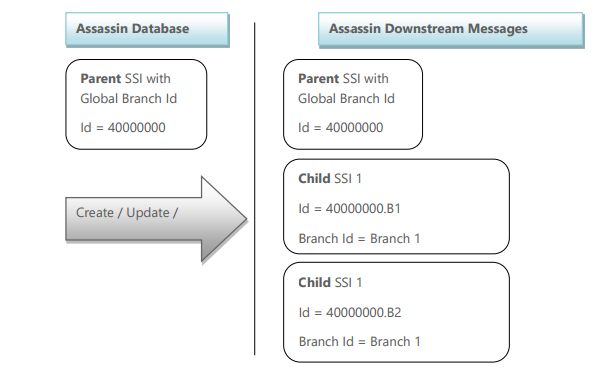 Assassin Database
Assassin Downstream Messages
Parent SSI with
Global Branch Id
Id = 40000000
Parent SSI with
Global Branch Id
Id = 40000000
Create / Update /
Child SSI 1
Id = 40000000.B1
Branch Id = Branch 1
Child SSI 1
Id = 40000000.B2
Branch Id = Branch 1